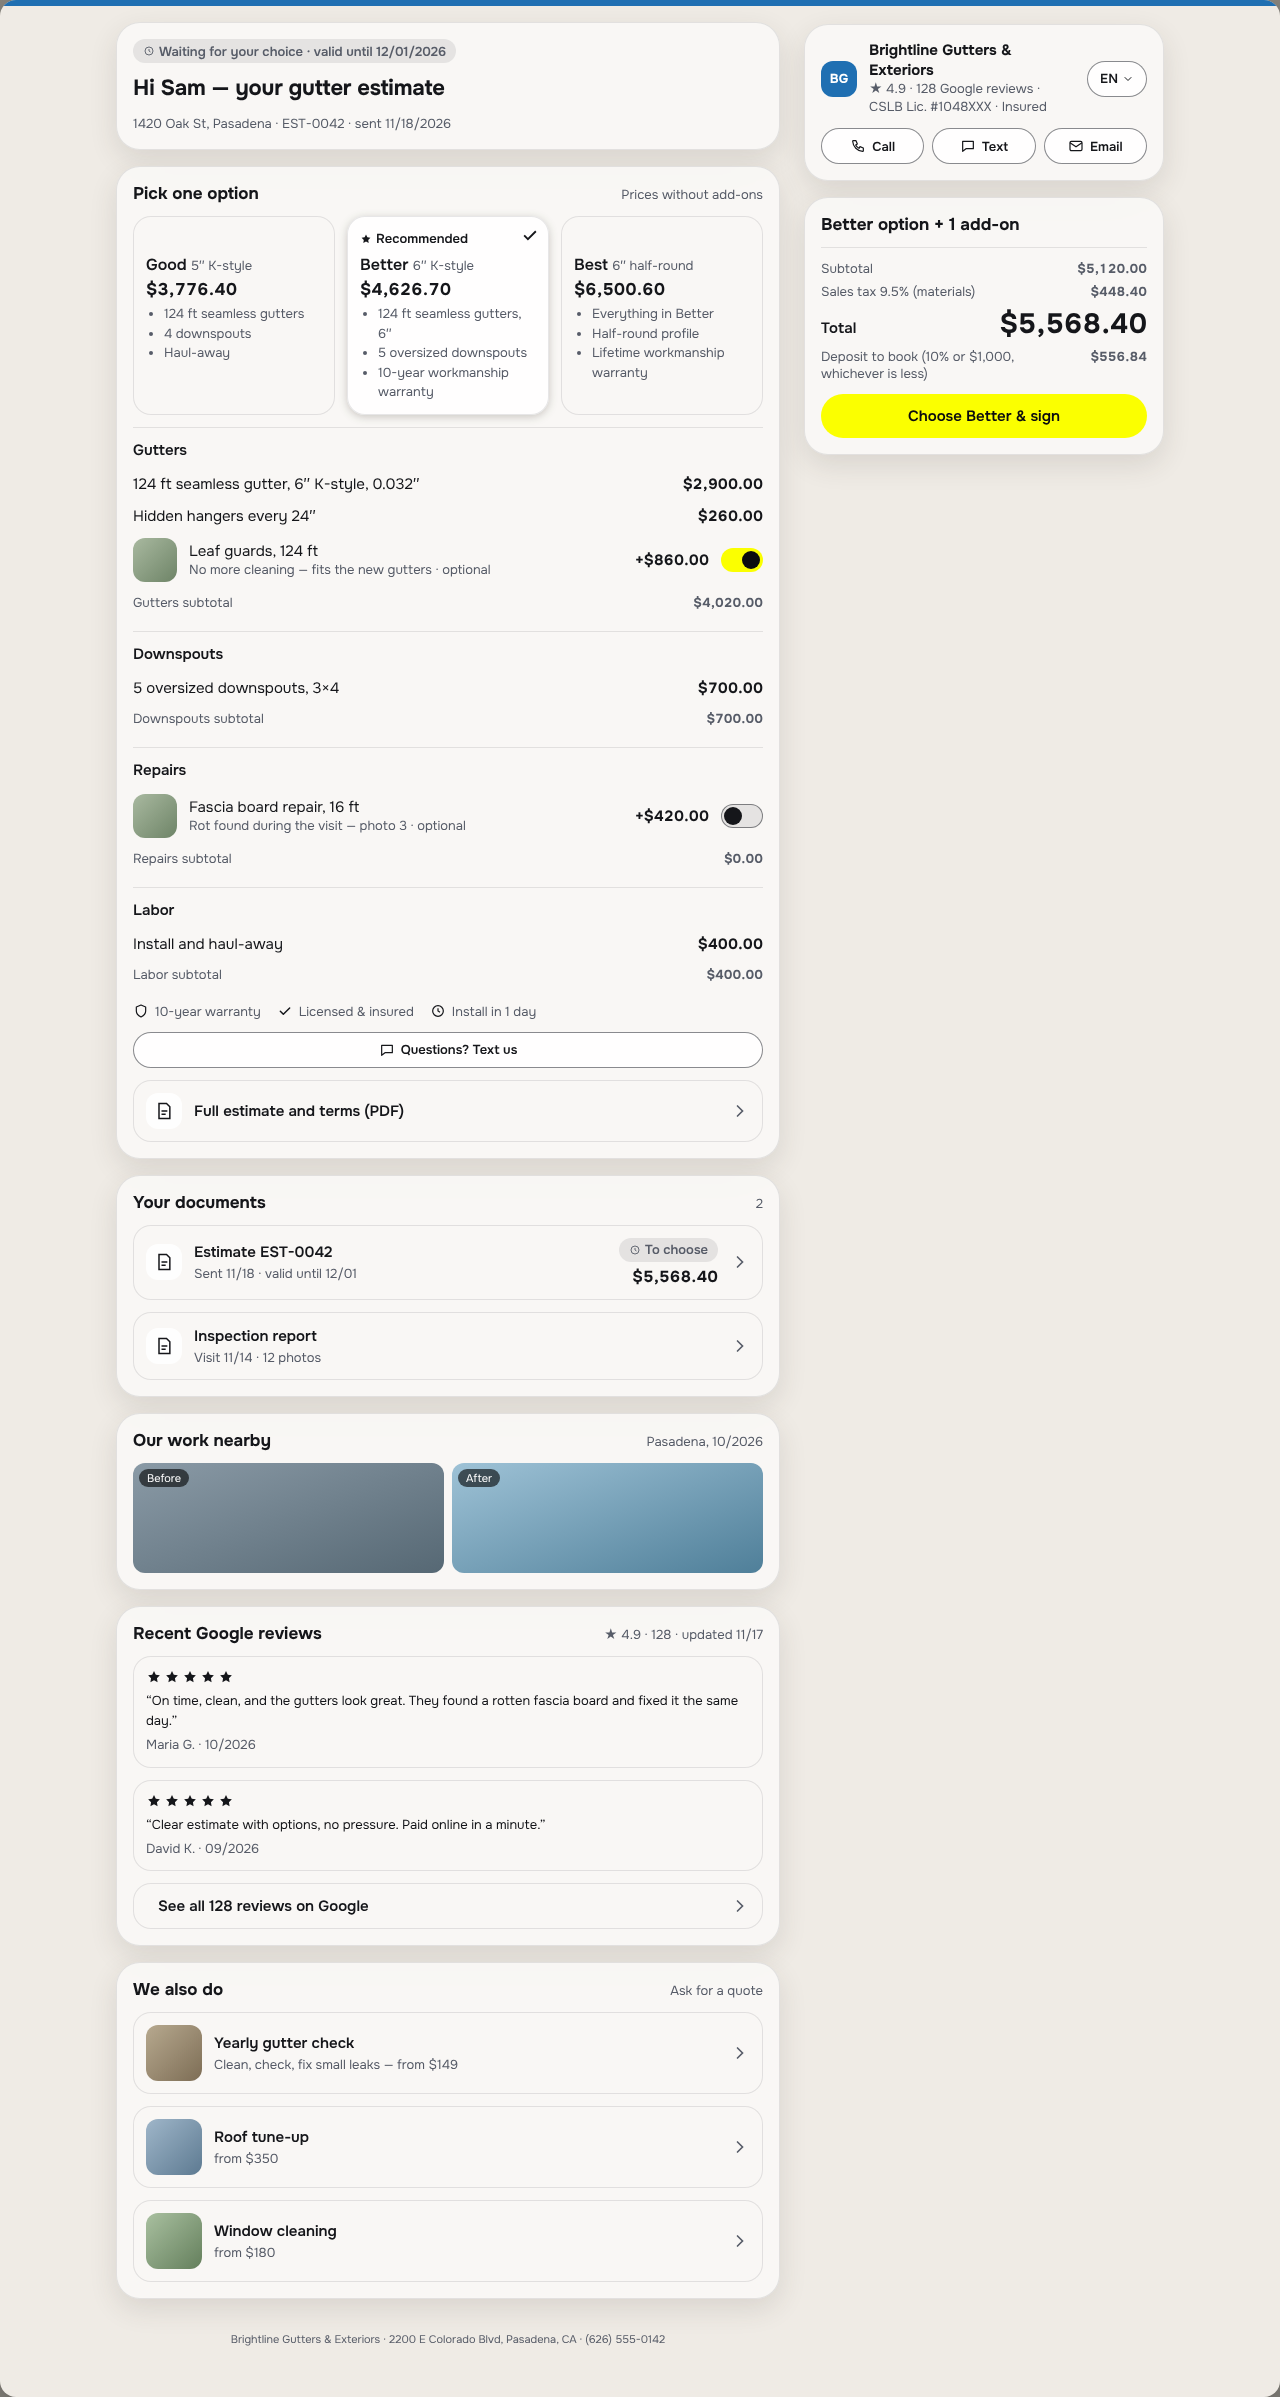 Waiting for your choice · valid until 12/01/2026
Hi Sam — your gutter estimate
1420 Oak St, Pasadena · EST-0042 · sent 11/18/2026
BG
Brightline Gutters &
Exteriors
★ 4.9 · 128 Google reviews ·
CSLB Lic. #1048XXX · Insured
EN
Call
Text
Email
Pick one option
Prices without add-ons
Good 5″ K-style
$3,776.40
• 124 ft seamless gutters
• 4 downspouts
• Haul-away
★ Recommended
Better 6″ K-style
$4,626.70
• 124 ft seamless gutters,
6″
• 5 oversized downspouts
• 10-year workmanship
warranty
Best 6″ half-round
$6,500.60
• Everything in Better
• Half-round profile
• Lifetime workmanship
warranty
Better option + 1 add-on
Subtotal $5,120.00
Sales tax 9.5% (materials) $448.40
Total $5,568.40
Deposit to book (10% or $1,000, $556.84
whichever is less)
Choose Better & sign
Gutters
124 ft seamless gutter, 6″ K-style, 0.032″ $2,900.00
Hidden hangers every 24″ $260.00
Leaf guards, 124 ft +$860.00
No more cleaning — fits the new gutters · optional
Gutters subtotal $4,020.00
Downspouts
5 oversized downspouts, 3×4 $700.00
Downspouts subtotal $700.00
Repairs
Fascia board repair, 16 ft +$420.00
Rot found during the visit — photo 3 · optional
Repairs subtotal $0.00
Labor
Install and haul-away $400.00
Labor subtotal $400.00
10-year warranty Licensed & insured Install in 1 day
Questions? Text us
Full estimate and terms (PDF)
Your documents 2
Estimate EST-0042
Sent 11/18 · valid until 12/01
To choose
$5,568.40
Inspection report
Visit 11/14 · 12 photos
Our work nearby Pasadena, 10/2026
Before
After
Recent Google reviews ★ 4.9 · 128 · updated 11/17
★ ★ ★ ★ ★
“On time, clean, and the gutters look great. They found a rotten fascia board and fixed it the same
day.”
Maria G. · 10/2026
★ ★ ★ ★ ★
“Clear estimate with options, no pressure. Paid online in a minute.”
David K. · 09/2026
See all 128 reviews on Google
We also do Ask for a quote
Yearly gutter check
Clean, check, fix small leaks — from $149
Roof tune-up
from $350
Window cleaning
from $180
Brightline Gutters & Exteriors · 2200 E Colorado Blvd, Pasadena, CA · (626) 555-0142